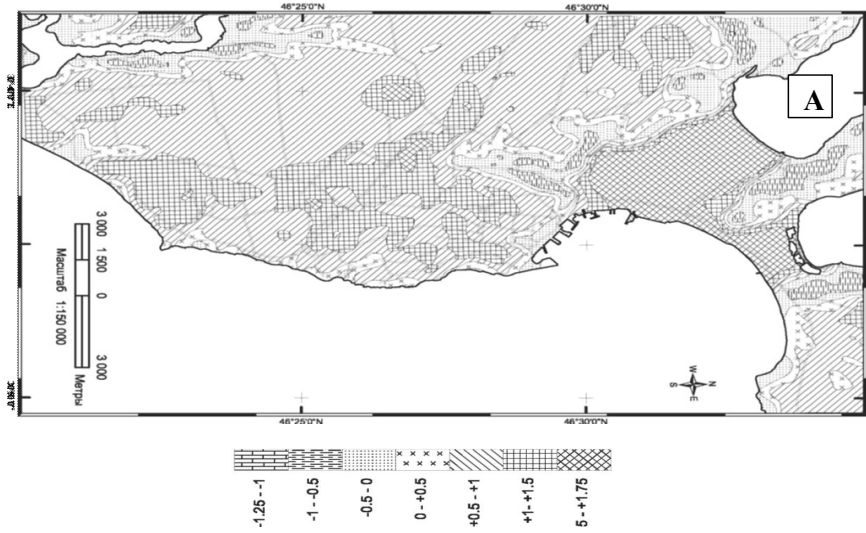 46°25'0"N
46°30'0"N
A
3 000 1 500 0 3 000
Масштаб 1:150 000 Метры
N
W
E
S
46°25'0"N
46°30'0"N
-1.25 - -1
-1 - -0.5
-0.5 - 0
0 - +0.5
+0.5 - +1
+1- +1.5
5 - +1.75